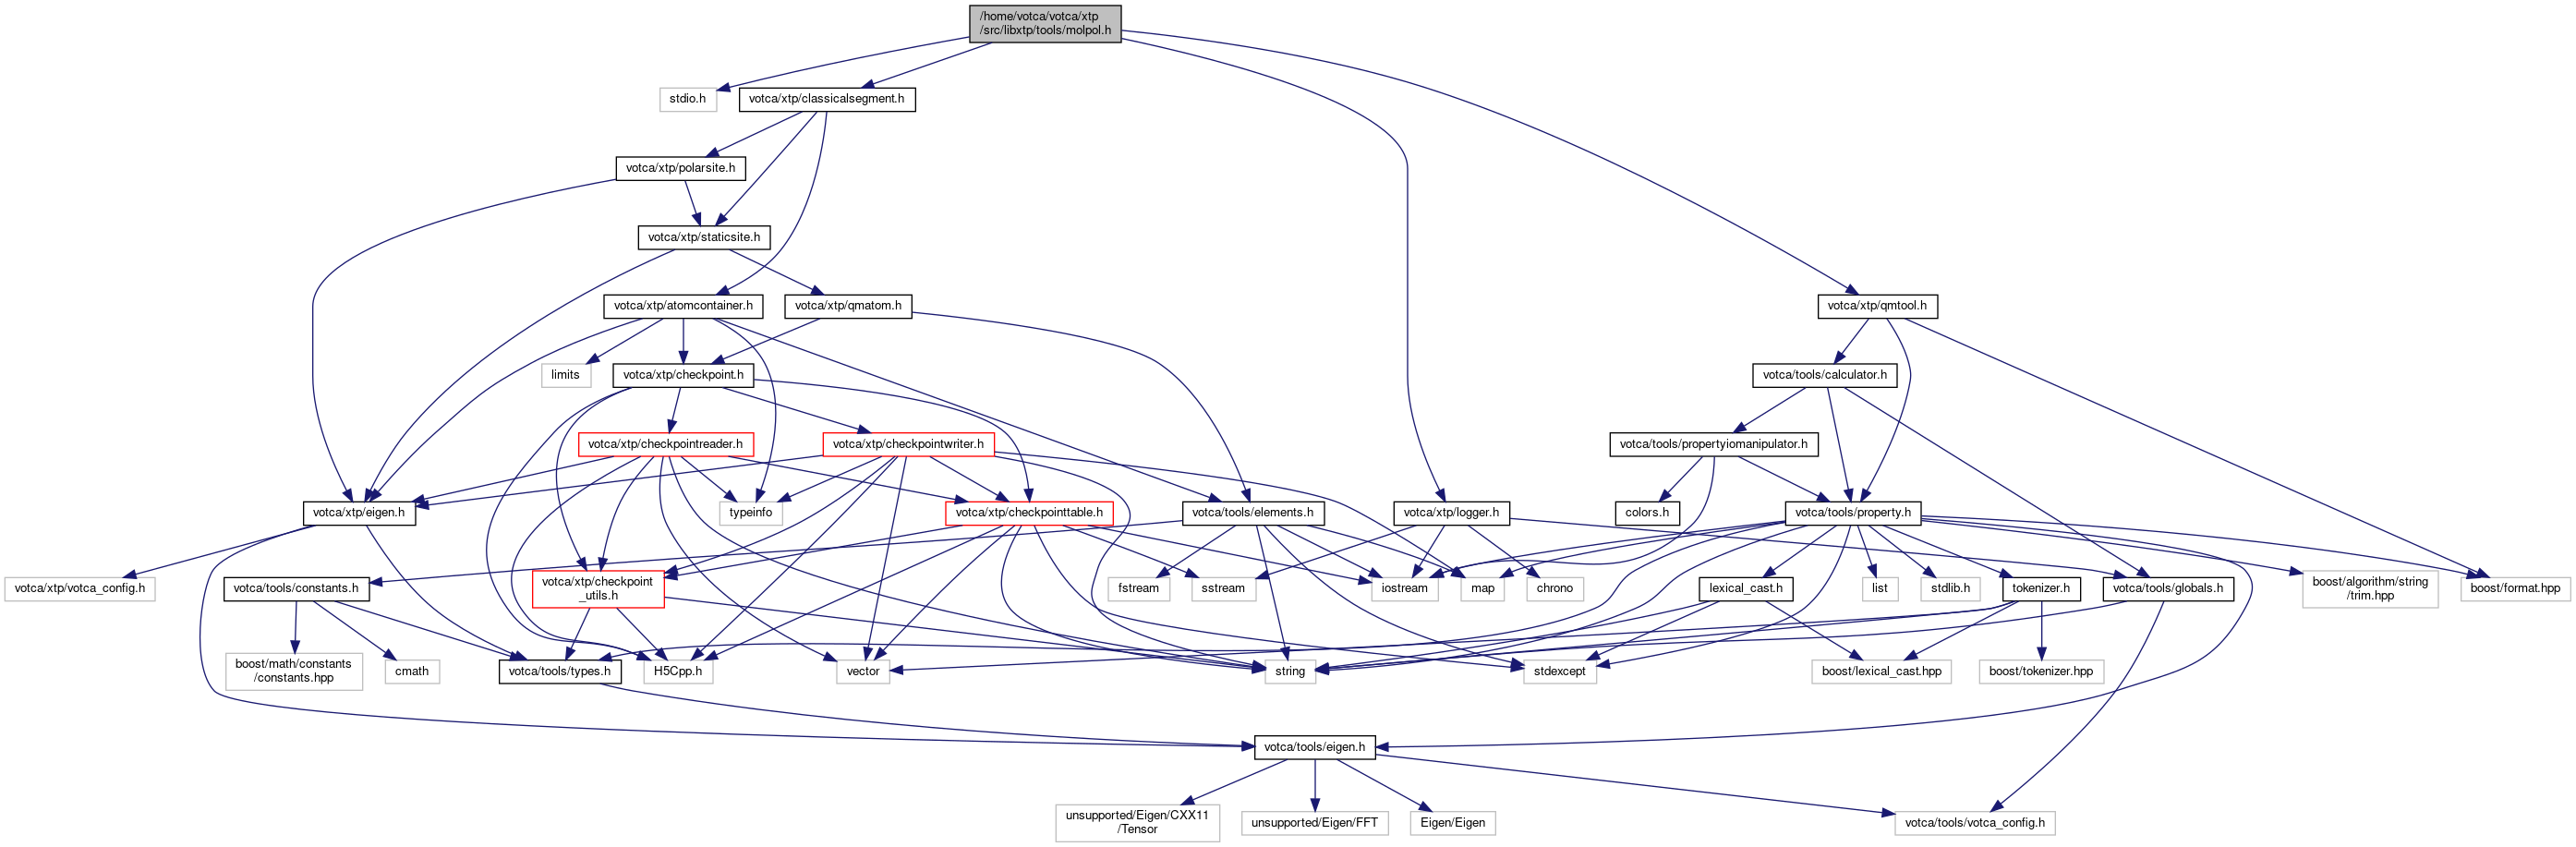 /home/votca/votca/xtp
/src/libxtp/tools/molpol.h
stdio.h
votca/xtp/classicalsegment.h
votca/xtp/polarsite.h
votca/xtp/staticsite.h
votca/xtp/atomcontainer.h
votca/xtp/qmatom.h
votca/xtp/qmtool.h
limits
votca/xtp/checkpoint.h
votca/tools/calculator.h
votca/xtp/checkpointreader.h
votca/xtp/checkpointwriter.h
votca/tools/propertyiomanipulator.h
votca/xtp/eigen.h
typeinfo
votca/xtp/checkpointtable.h
votca/tools/elements.h
votca/xtp/logger.h
colors.h
votca/tools/property.h
votca/xtp/votca_config.h
votca/tools/constants.h
votca/xtp/checkpoint
_utils.h
fstream
sstream
iostream
map
chrono
lexical_cast.h
list
stdlib.h
tokenizer.h
votca/tools/globals.h
boost/algorithm/string
/trim.hpp
boost/format.hpp
boost/math/constants
/constants.hpp
cmath
votca/tools/types.h
H5Cpp.h
vector
string
stdexcept
boost/lexical_cast.hpp
boost/tokenizer.hpp
votca/tools/eigen.h
unsupported/Eigen/CXX11
/Tensor
unsupported/Eigen/FFT
Eigen/Eigen
votca/tools/votca_config.h